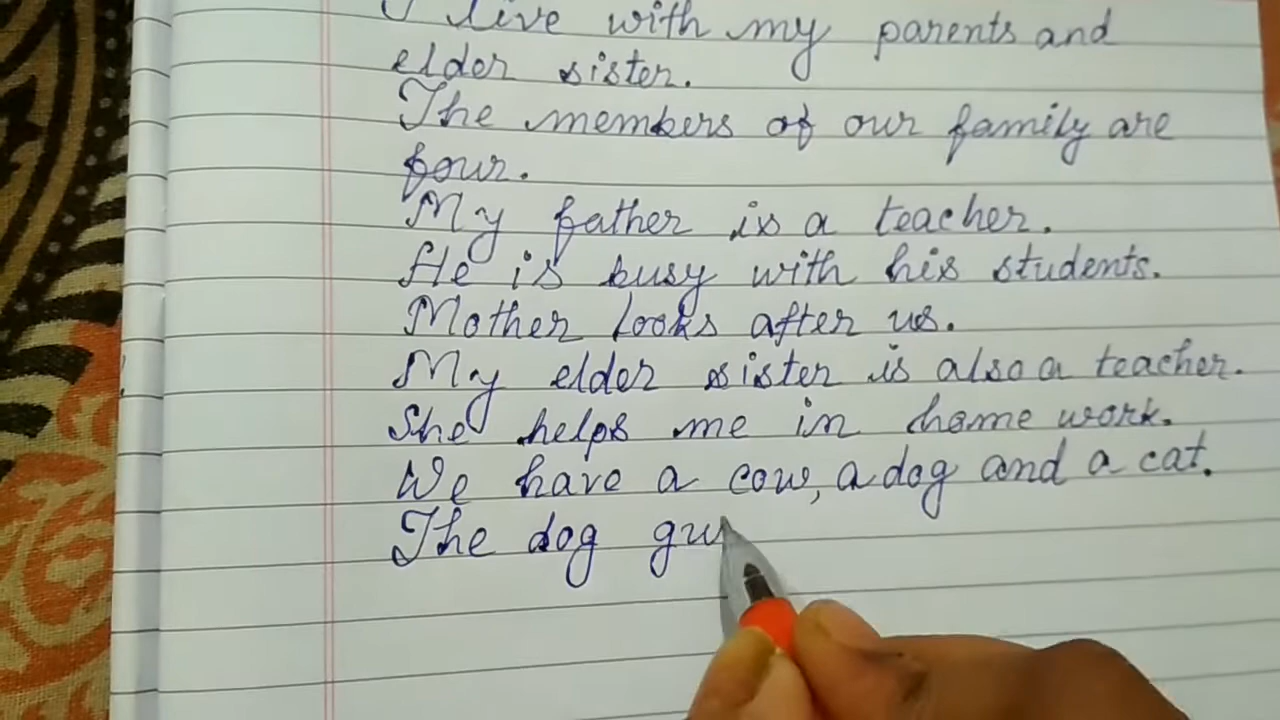 I live with my parents and
elder sister.
The members of our family are
four.
My father is a teacher.
He is busy with his students.
Mother looks after us.
My elder sister is also a teacher.
She helps me in home work.
We have a cow, a dog and a cat.
The dog gu